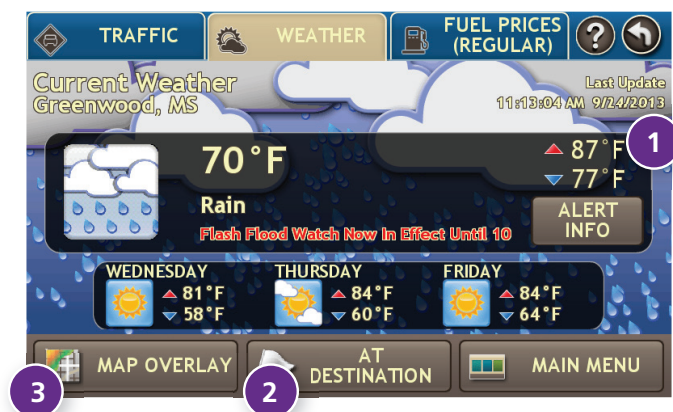 TRAFFIC
WEATHER
FUEL PRICES
(REGULAR)
?
Current Weather
Greenwood, MS
Last Update
11:13:04 AM 9/24/2013
1
70°F
87°F
77°F
Rain
Flash Flood Watch Now In Effect Until 10
ALERT
INFO
WEDNESDAY
81°F
58°F
THURSDAY
84°F
60°F
FRIDAY
84°F
64°F
MAP OVERLAY
AT
DESTINATION
MAIN MENU
3
2